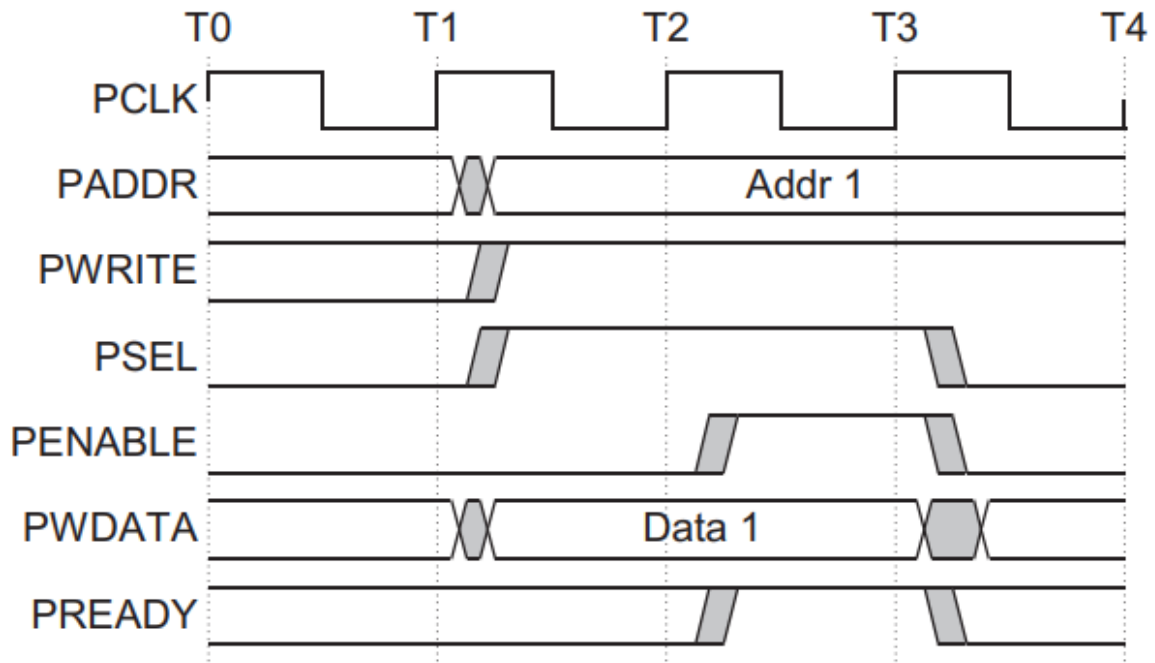 T0 T1 T2 T3 T4
PCLK
PADDR Addr 1
PWRITE
PSEL
PENABLE
PWDATA Data 1
PREADY